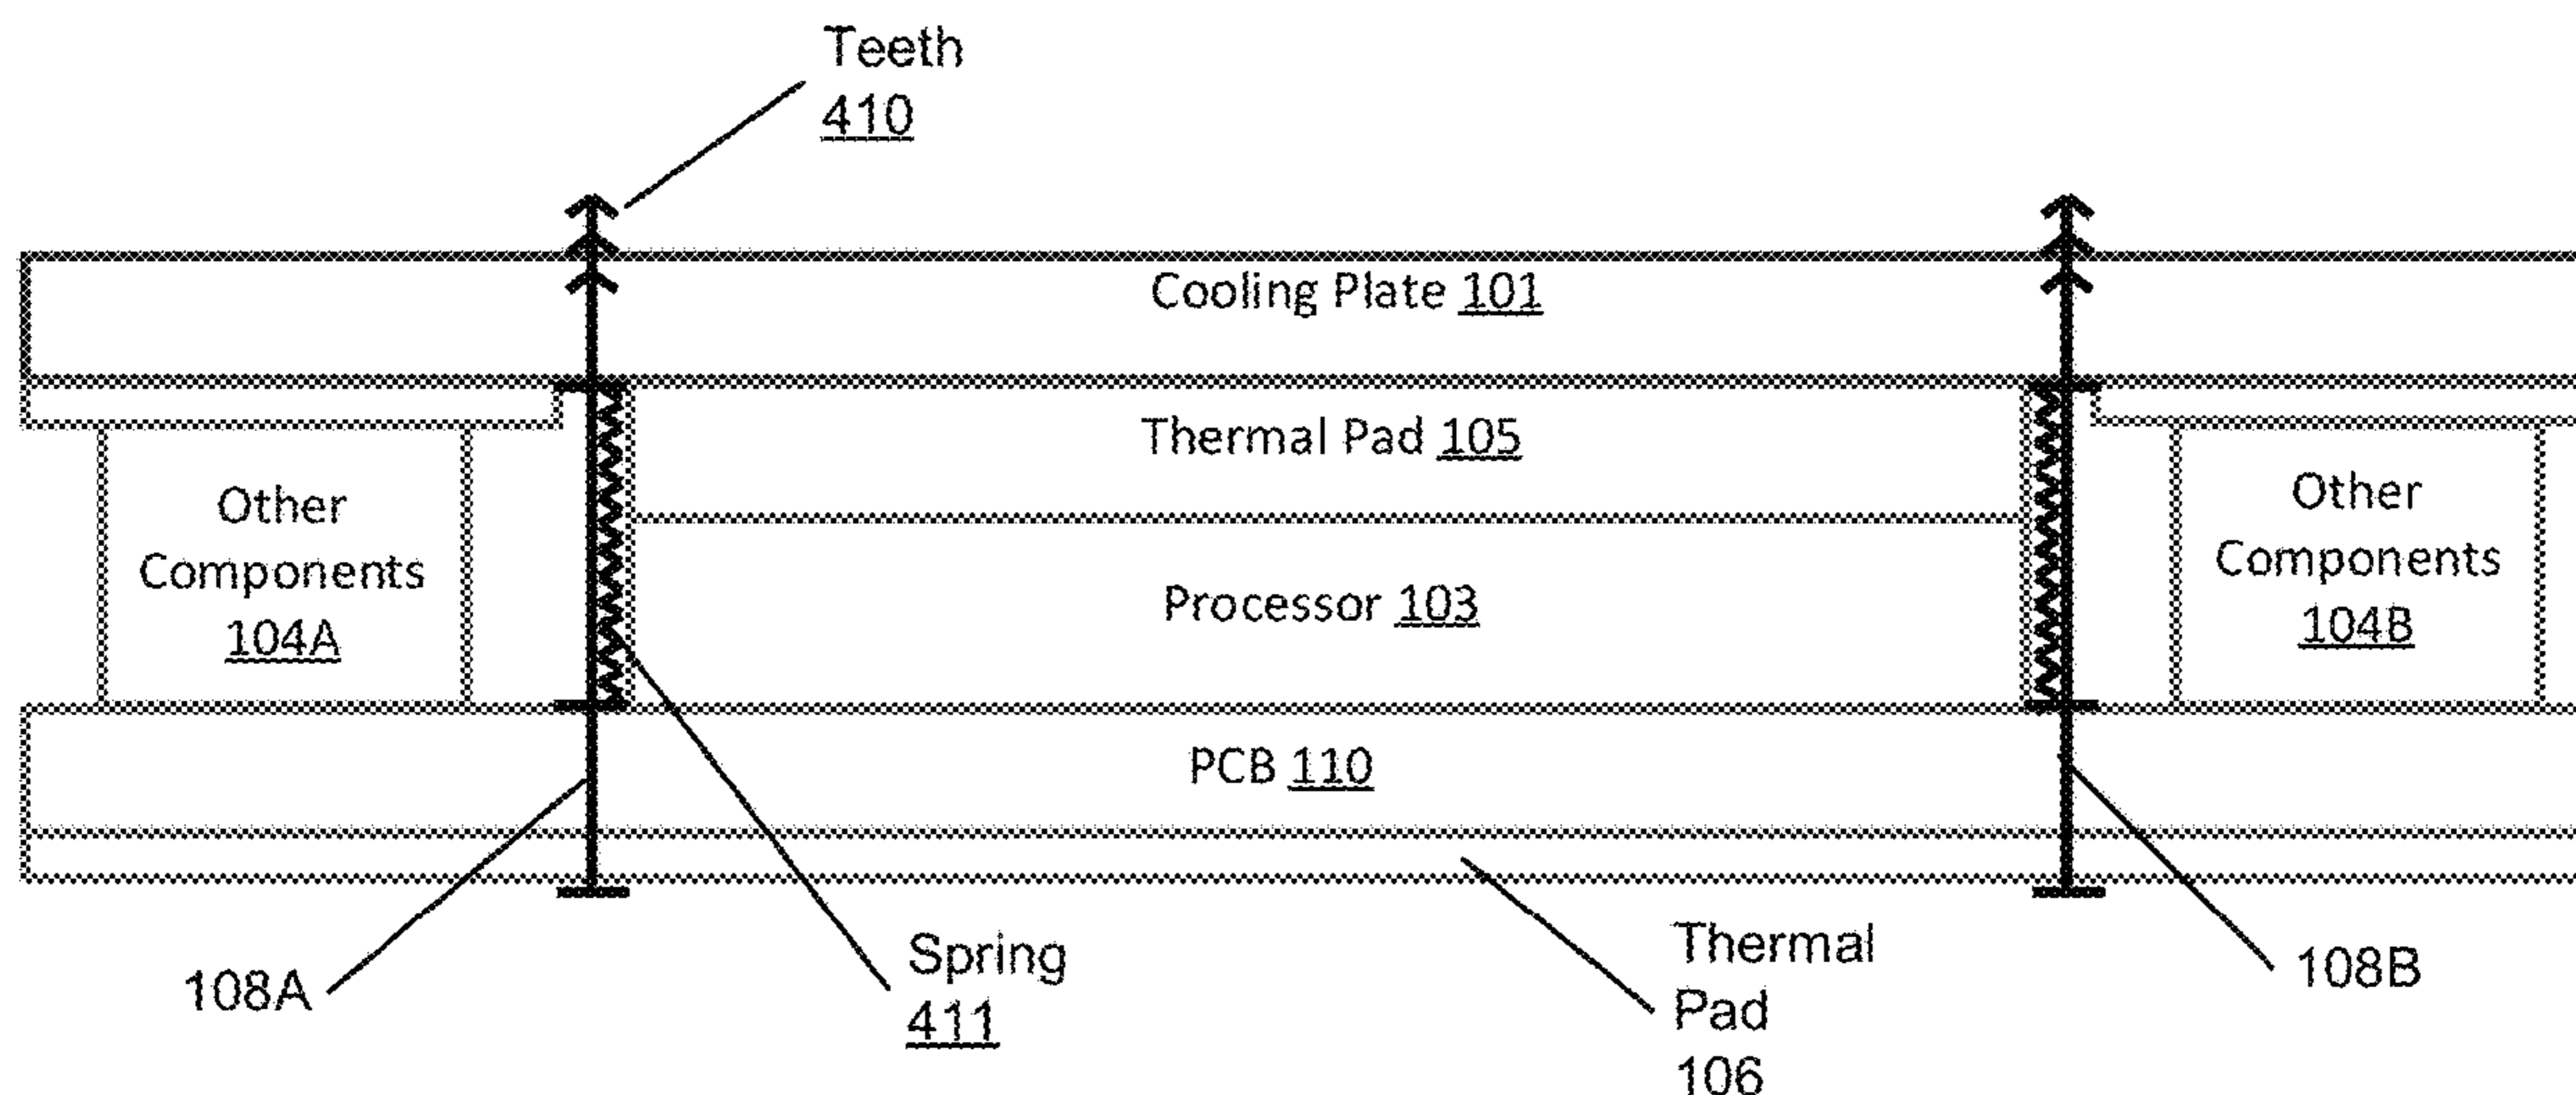 Teeth
410
Cooling Plate 101
Thermal Pad 105
Other
Components
104A
Processor 103
Other
Components
104B
PCB 110
108A
Spring
411
Thermal
Pad
106
108B